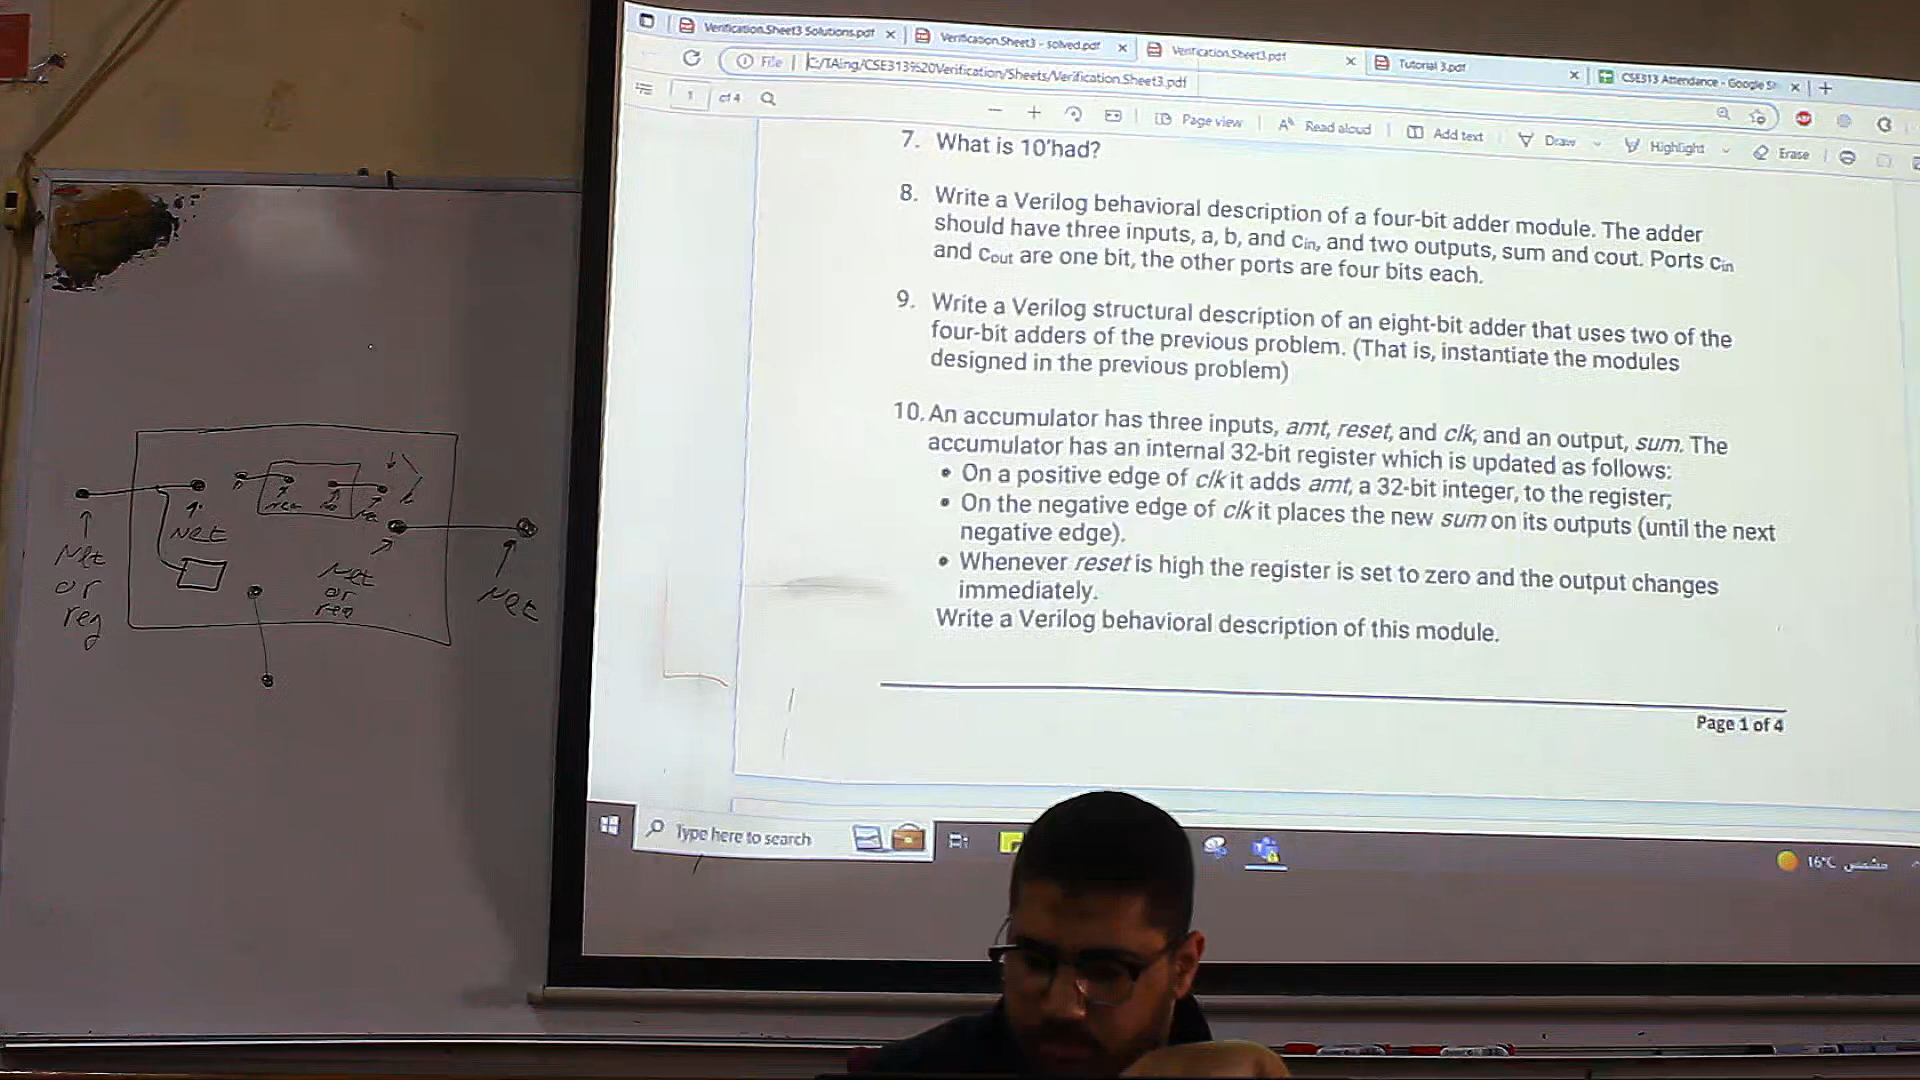 Verification.Sheet3 Solutions.pdf
Verification.Sheet3 - solved.pdf
Verification.Sheet3.pdf
Tutorial 3.pdf
CSE313 Attendance - Google S
File | C:/TAing/CSE313%20Verification/Sheets/Verification.Sheet3.pdf
1 of 4
Page view
Read aloud
Add text
Draw
Highlight
Erase
7. What is 10'had?
8. Write a Verilog behavioral description of a four-bit adder module. The adder
should have three inputs, a, b, and cin, and two outputs, sum and cout. Ports cin
and cout are one bit, the other ports are four bits each.
9. Write a Verilog structural description of an eight-bit adder that uses two of the
four-bit adders of the previous problem. (That is, instantiate the modules
designed in the previous problem)
10. An accumulator has three inputs, amt, reset, and clk, and an output, sum. The
accumulator has an internal 32-bit register which is updated as follows:
• On a positive edge of clk it adds amt, a 32-bit integer, to the register;
• On the negative edge of clk it places the new sum on its outputs (until the next
negative edge).
• Whenever reset is high the register is set to zero and the output changes
immediately.
Write a Verilog behavioral description of this module.
Page 1 of 4
Type here to search
16°C مشمس
Net
or
reg
Net
Net
or
reg
Net